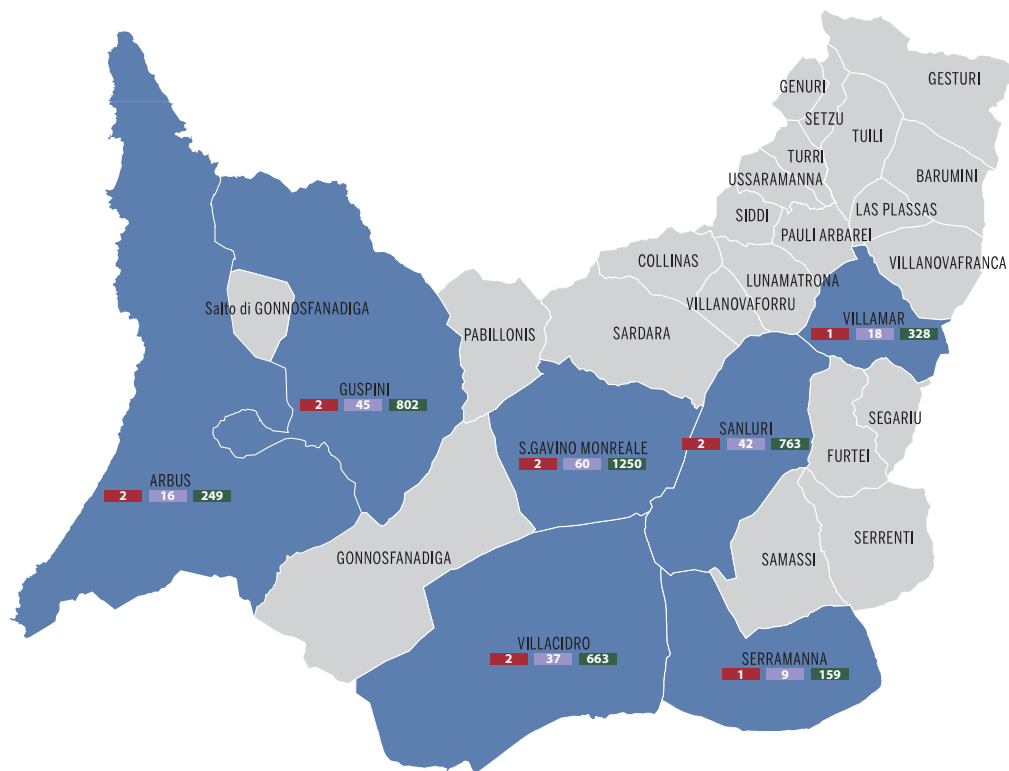 GESTURI
GENURI
SETZU
TUILI
TURRI
BARUMINI
USSARAMANNA
LAS PLASSAS
SIDDI
PAULI ARBAREI
COLLINAS
VILLANOVAFRANCA
LUNAMATRONA
Salto di GONNOSFANADIGA
VILLANOVAFORRU
VILLAMAR
1 18 328
PABILLONIS
SARDARA
GUSPINI
2 45 802
SEGARIU
SANLURI
2 42 763
S.GAVINO MONREALE
2 60 1250
FURTEI
ARBUS
2 16 249
SERRENTI
GONNOSFANADIGA
SAMASSI
VILLACIDRO
2 37 663
SERRAMANNA
1 9 159